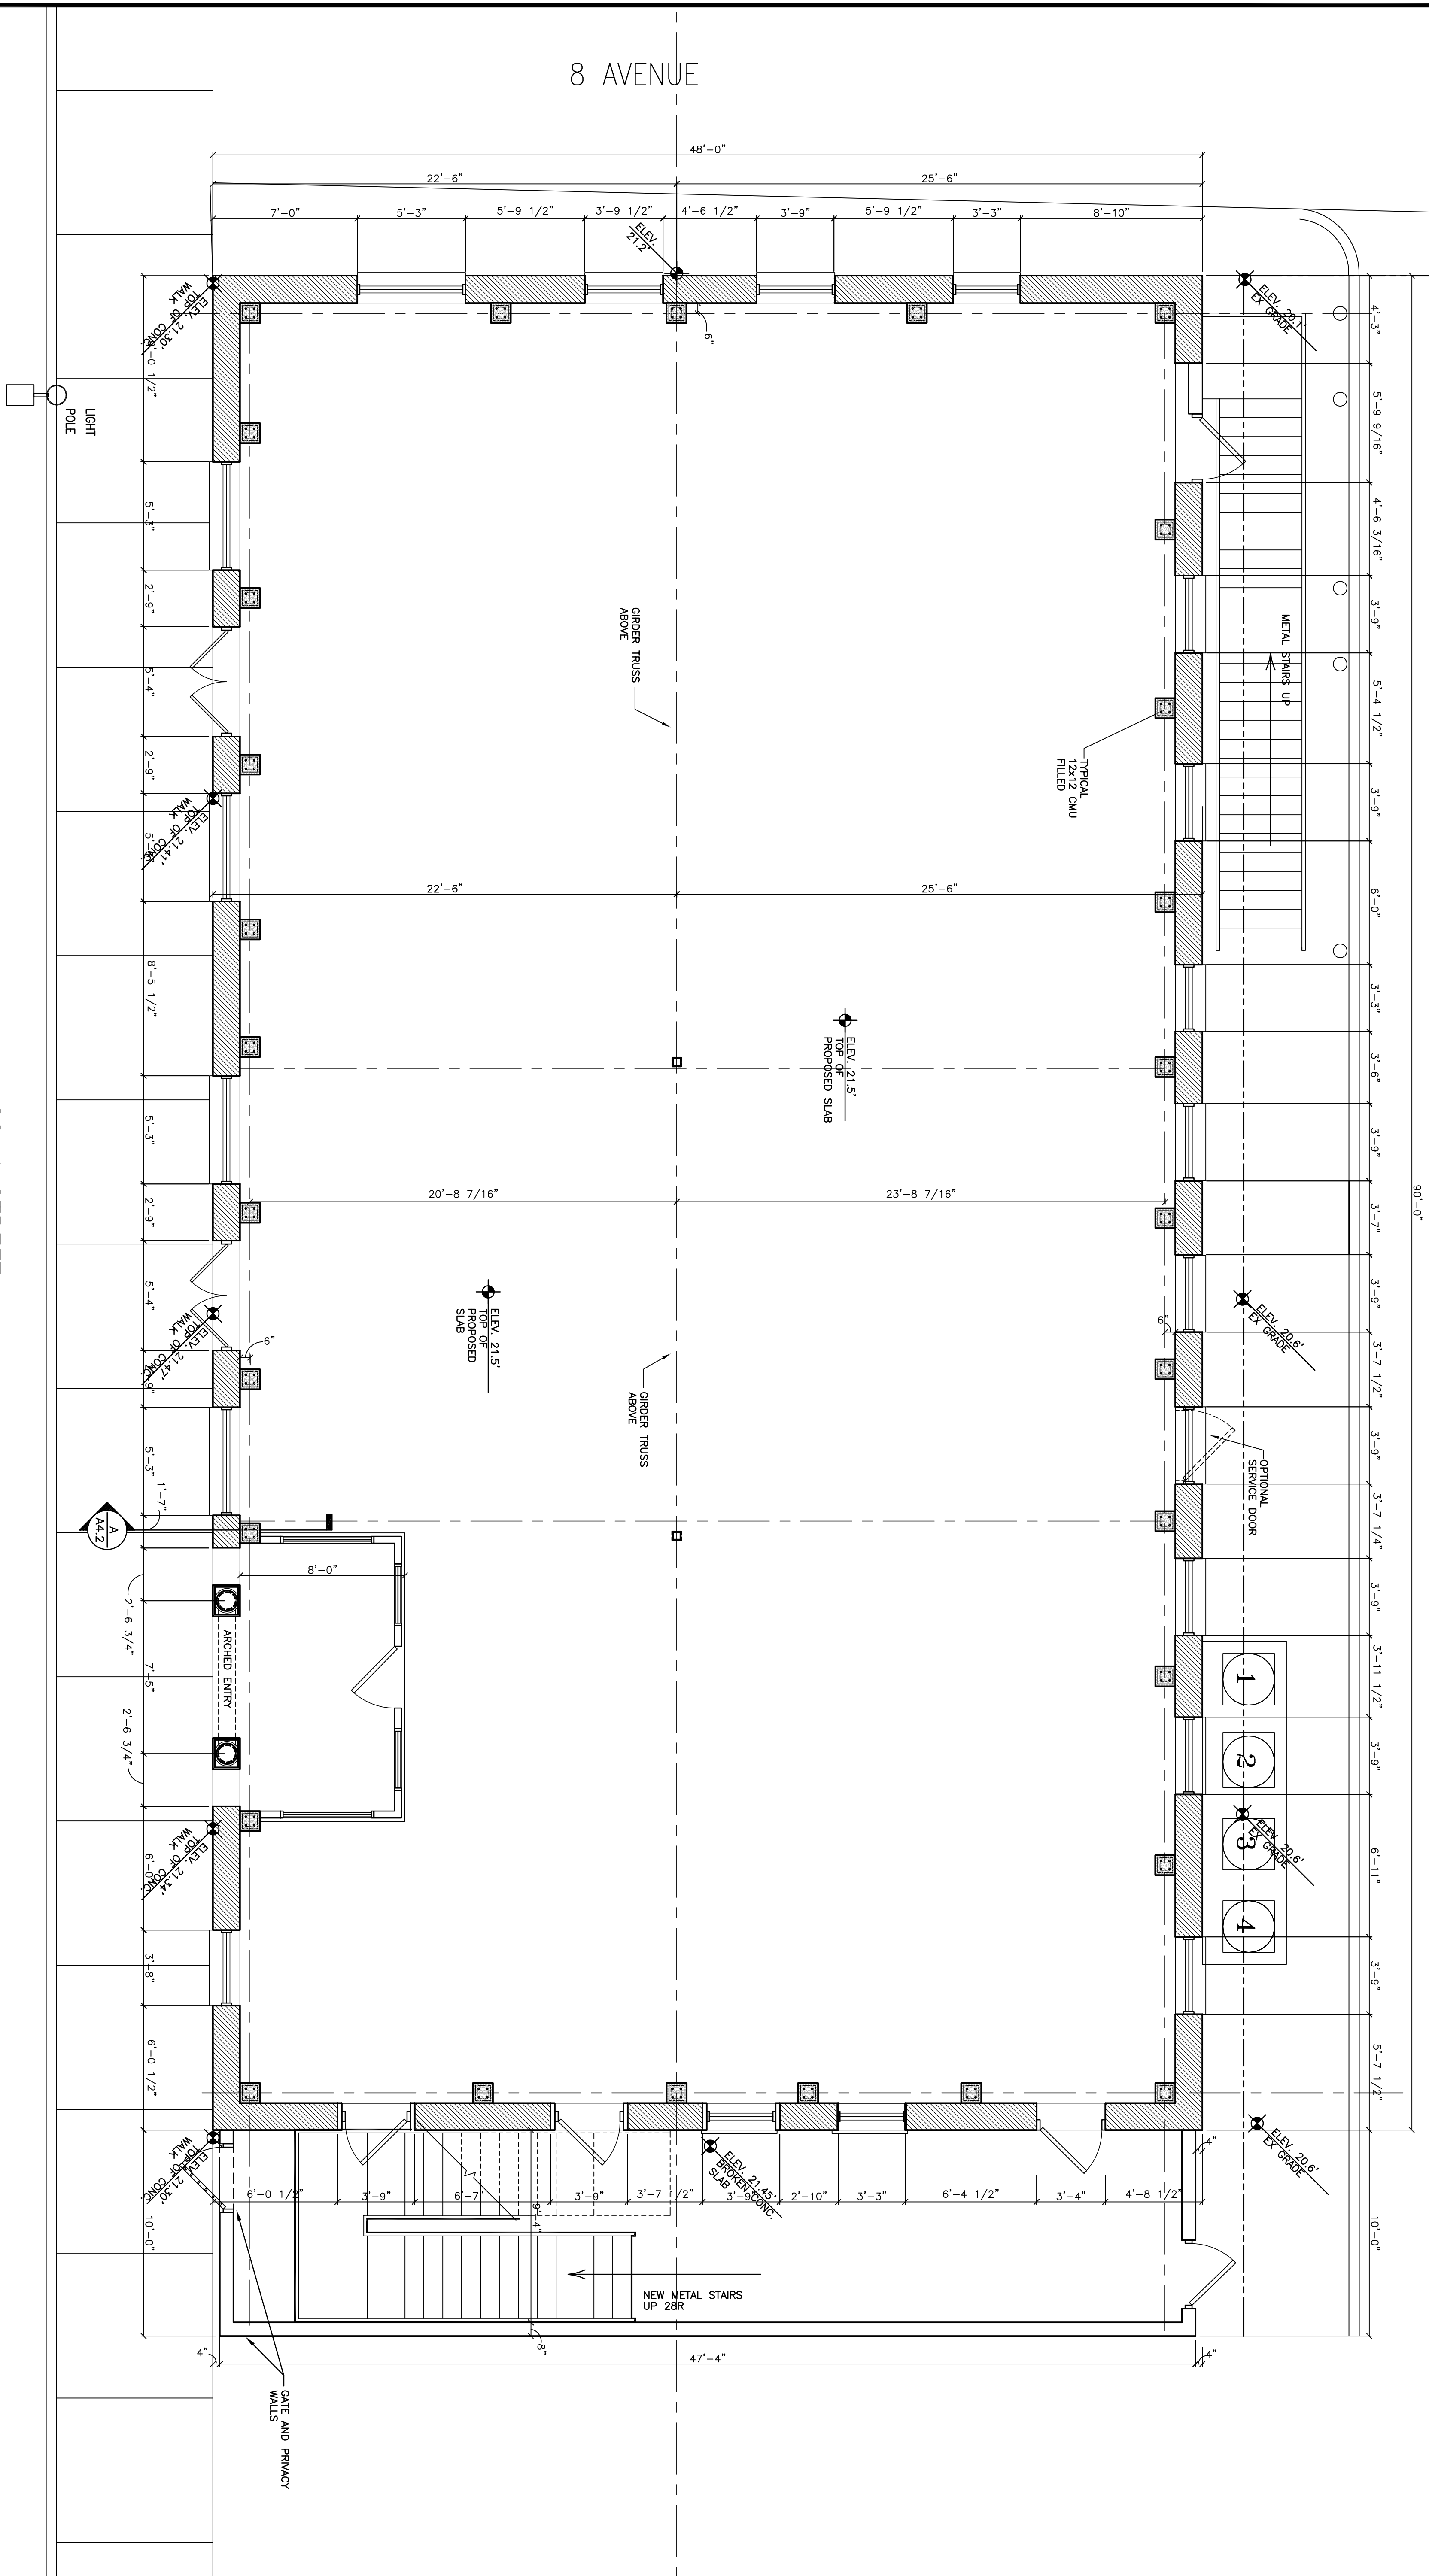 8 AVENUE
48'-0"
22'-6"
25'-6"
7'-0"
5'-3"
5'-9 1/2"
3'-9 1/2"
4'-6 1/2"
3'-9"
5'-9 1/2"
3'-3"
8'-10"
ELEV.
21.2'
6"
ELEV. 20.1'
EX GRADE
ELEV. 21.30'
TOP OF CONC.
WALK
LIGHT
POLE
5'-3"
2'-9"
5'-4"
2'-9"
ELEV. 21.41'
TOP OF CONC.
WALK
8'-5 1/2"
5'-3"
2'-9"
5'-4"
ELEV. 21.47'
TOP OF CONC.
WALK
5'-3"
1'-7"
A
A4.2
2'-6 3/4"
7'-5"
2'-6 3/4"
ELEV. 21.34'
TOP OF CONC.
WALK
6'-0"
3'-8"
6'-0 1/2"
ELEV. 21.30'
TOP OF CONC.
WALK
10'-0"
GIRDER TRUSS
ABOVE
TYPICAL
12x12 CMU
FILLED
METAL STAIRS UP
22'-6"
25'-6"
ELEV. 21.5'
TOP OF
PROPOSED SLAB
20'-8 7/16"
23'-8 7/16"
ELEV. 21.5'
TOP OF
PROPOSED
SLAB
6"
6"
GIRDER TRUSS
ABOVE
OPTIONAL
SERVICE DOOR
8'-0"
ARCHED ENTRY
4'-3"
5'-9 9/16"
4'-6 3/16"
3'-9"
5'-4 1/2"
3'-9"
6'-0"
3'-3"
3'-6"
3'-9"
3'-7"
3'-9"
3'-7 1/2"
3'-9"
3'-7 1/4"
3'-9"
3'-11 1/2"
3'-9"
6'-11"
3'-9"
5'-7 1/2"
10'-0"
90'-0"
ELEV. 20.6'
EX GRADE
1
2
3
4
ELEV. 20.6'
EX GRADE
ELEV. 20.6'
EX GRADE
4"
ELEV. 21.45'
BROKEN CONC.
SLAB
6'-0 1/2"
3'-9"
6'-7"
3'-9"
3'-7 1/2"
3'-9"
2'-10"
3'-3"
6'-4 1/2"
3'-4"
4'-8 1/2"
9'-4"
NEW METAL STAIRS
UP 28R
8"
4"
47'-4"
4"
GATE AND PRIVACY
WALLS